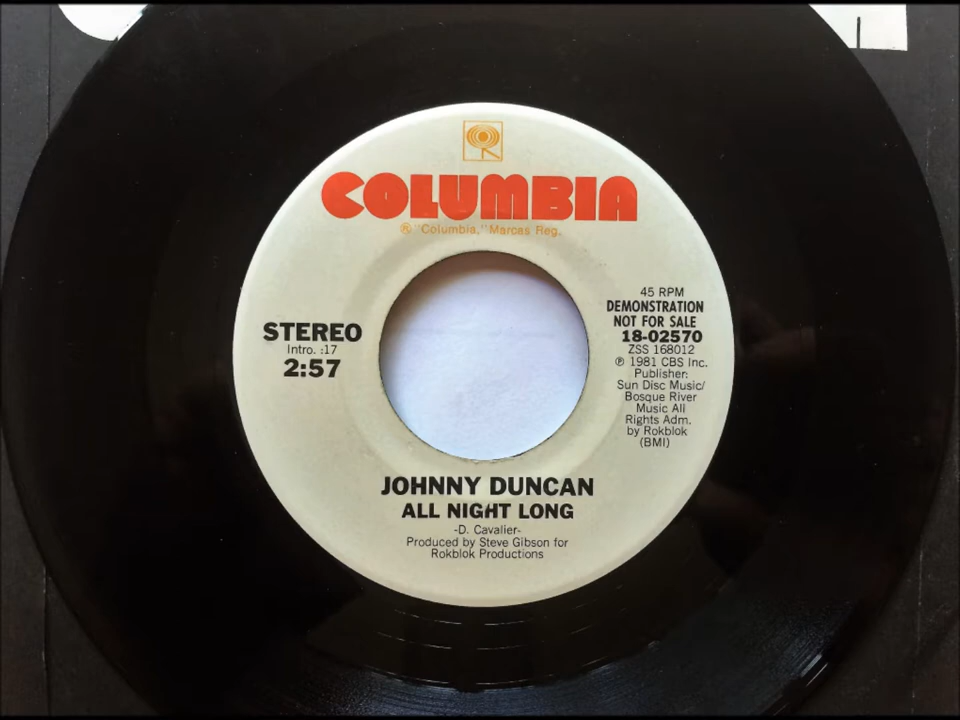 COLUMBIA
® "Columbia," Marcas Reg.
STEREO
Intro. :17
2:57
45 RPM
DEMONSTRATION
NOT FOR SALE
18-02570
ZSS 168012
℗ 1981 CBS Inc.
Publisher:
Sun Disc Music/
Bosque River
Music All
Rights Adm.
by Rokblok
(BMI)
JOHNNY DUNCAN
ALL NIGHT LONG
-D. Cavalier-
Produced by Steve Gibson for
Rokblok Productions